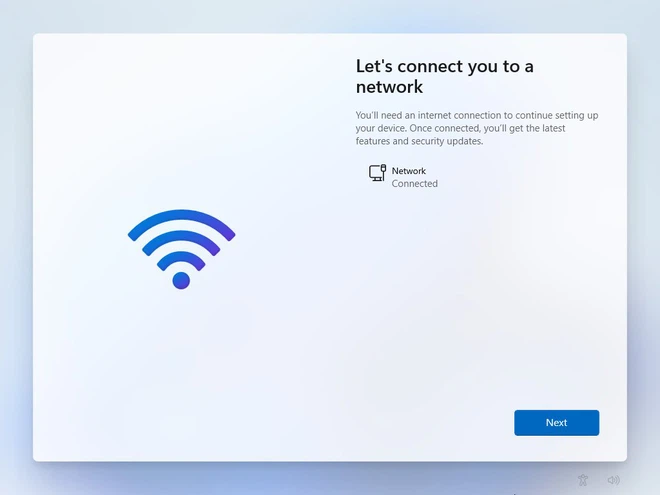 Let's connect you to a
network
You'll need an internet connection to continue setting up
your device. Once connected, you'll get the latest
features and security updates.
Network
Connected
Next